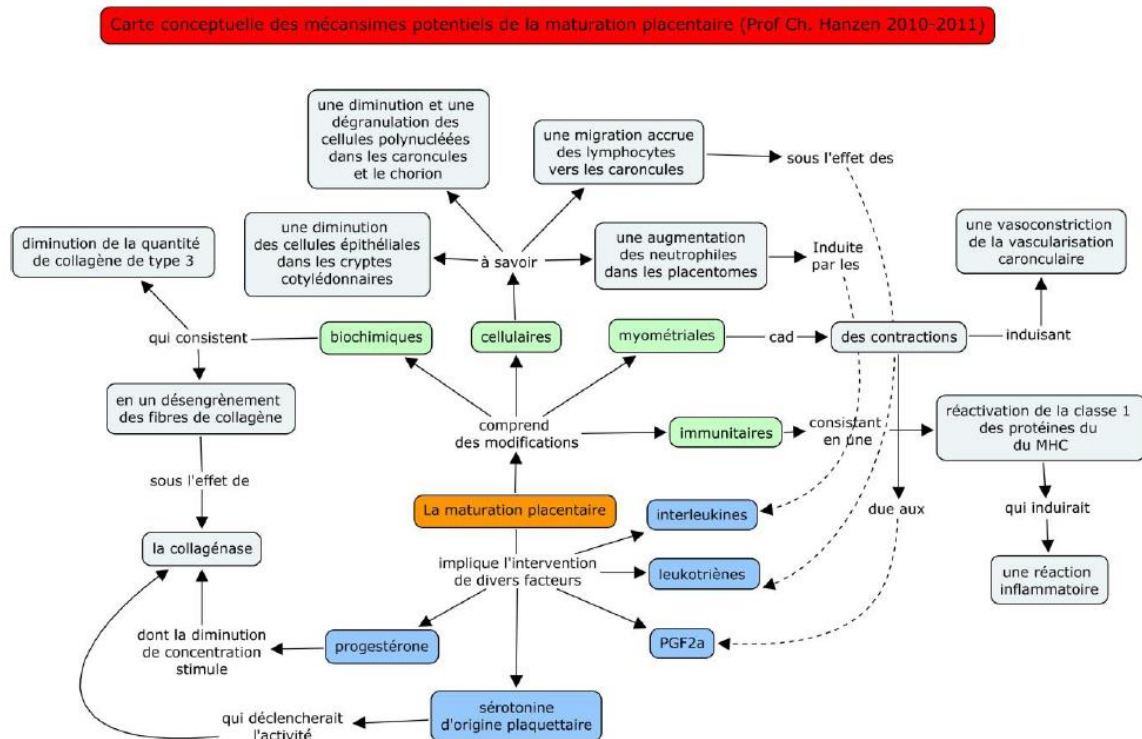 Carte conceptuelle des mécansimes potentiels de la maturation placentaire (Prof Ch. Hanzen 2010-2011)
une diminution et une
dégranulation des
cellules polynucléées
dans les caroncules
et le chorion
une migration accrue
des lymphocytes
vers les caroncules
sous l'effet des
diminution de la quantité
de collagène de type 3
une diminution
des cellules épithéliales
dans les cryptes
cotylédonnaires
à savoir
une augmentation
des neutrophiles
dans les placentomes
Induite
par les
une vasoconstriction
de la vascularisation
caronculaire
qui consistent
biochimiques
cellulaires
myométriales
cad
des contractions
induisant
en un désengrènement
des fibres de collagène
comprend
des modifications
immunitaires
consistant
en une
réactivation de la classe 1
des protéines du
du MHC
sous l'effet de
La maturation placentaire
interleukines
due aux
qui induirait
la collagénase
implique l'intervention
de divers facteurs
leukotriènes
une réaction
inflammatoire
dont la diminution
de concentration
stimule
progestérone
PGF2a
qui déclencherait
l'activité
sérotonine
d'origine plaquettaire